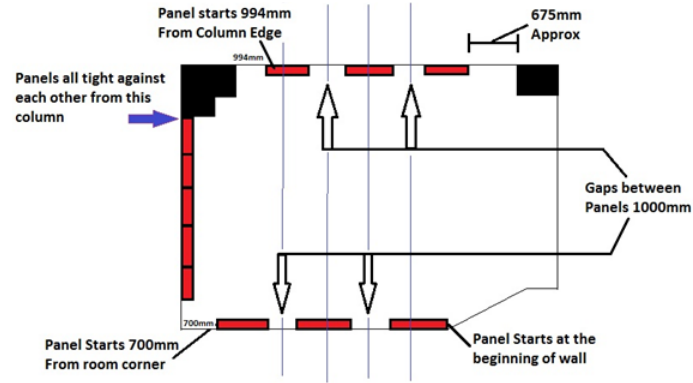 Panel starts 994mm
From Column Edge
675mm
Approx
994mm
Panels all tight against
each other from this
column
Gaps between
Panels 1000mm
700mm
Panel Starts 700mm
From room corner
Panel Starts at the
beginning of wall